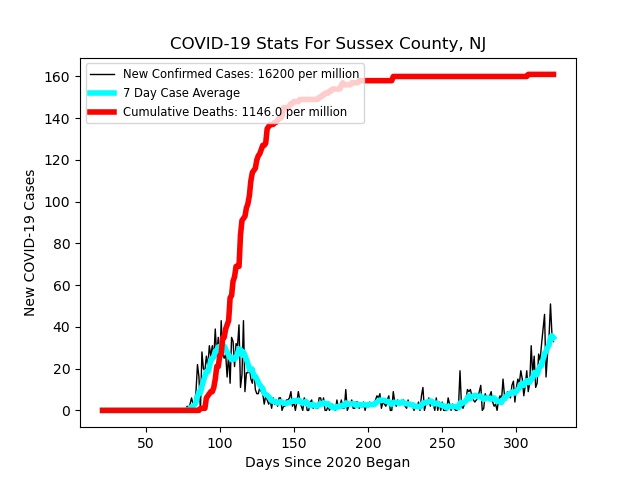 COVID-19 Stats For Sussex County, NJ
New Confirmed Cases: 16200 per million
7 Day Case Average
Cumulative Deaths: 1146.0 per million
New COVID-19 Cases
160
140
120
100
80
60
40
20
0
50 100 150 200 250 300
Days Since 2020 Began